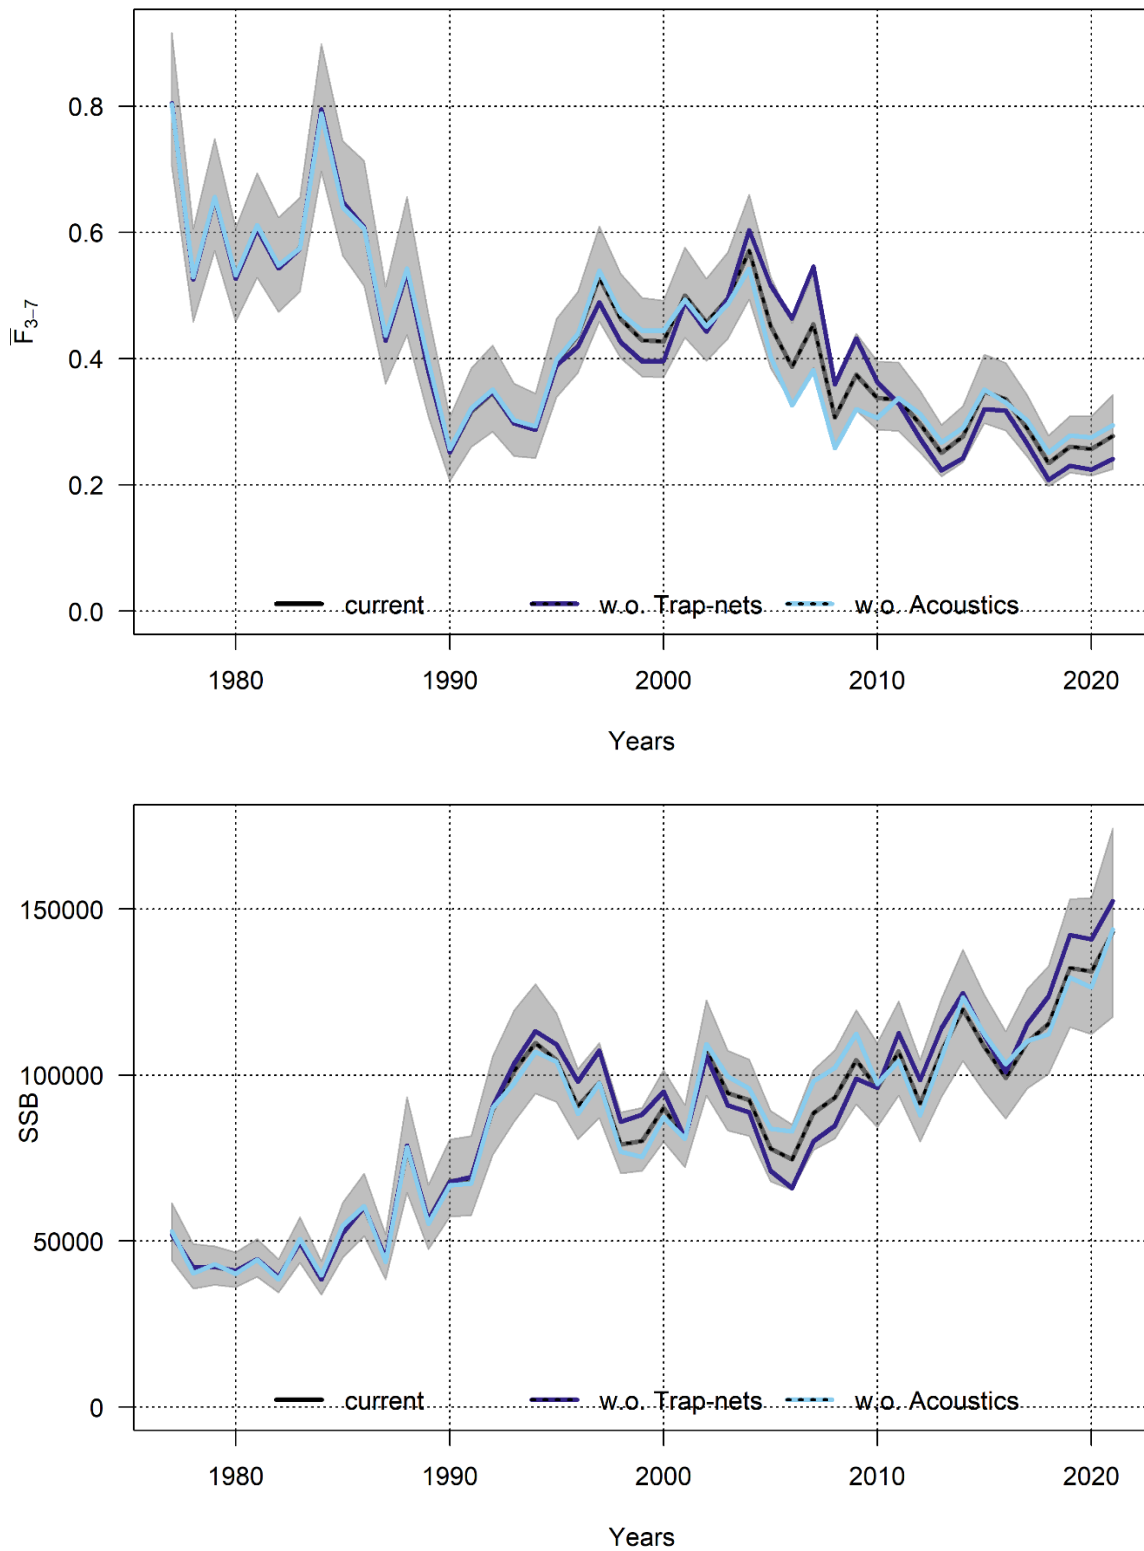 0.8
0.6
0.4
0.2
0.0
F̅3–7
current w.o. Trap-nets w.o. Acoustics
1980 1990 2000 2010 2020
Years
150000
100000
50000
0
SSB
current w.o. Trap-nets w.o. Acoustics
1980 1990 2000 2010 2020
Years